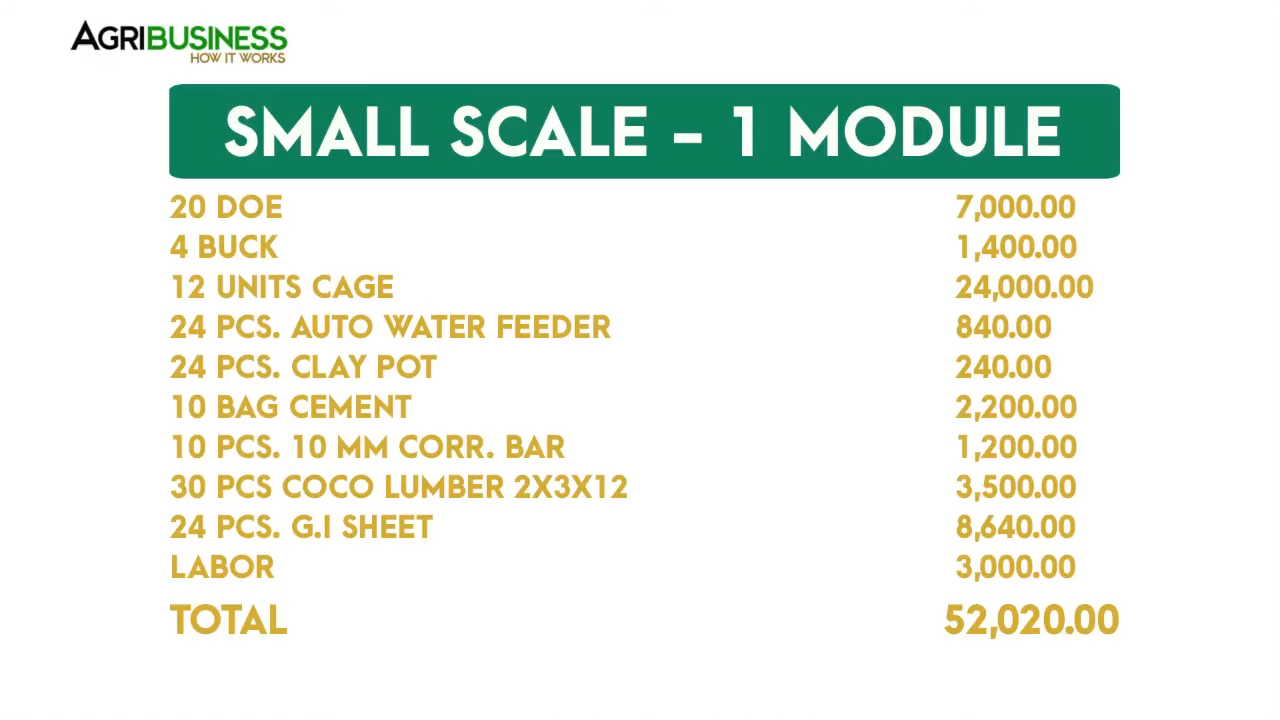 AGRIBUSINESS
HOW IT WORKS
SMALL SCALE - 1 MODULE
20 DOE 7,000.00
4 BUCK 1,400.00
12 UNITS CAGE 24,000.00
24 PCS. AUTO WATER FEEDER 840.00
24 PCS. CLAY POT 240.00
10 BAG CEMENT 2,200.00
10 PCS. 10 MM CORR. BAR 1,200.00
30 PCS COCO LUMBER 2X3X12 3,500.00
24 PCS. G.I SHEET 8,640.00
LABOR 3,000.00
TOTAL 52,020.00